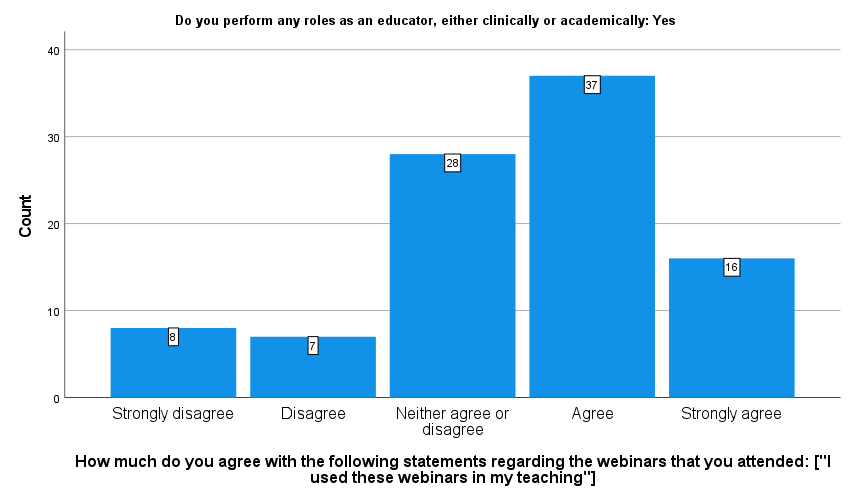 Do you perform any roles as an educator, either clinically or academically: Yes
40
30
20
10
0
Count
8
7
28
37
16
Strongly disagree
Disagree
Neither agree or
disagree
Agree
Strongly agree
How much do you agree with the following statements regarding the webinars that you attended: ["I
used these webinars in my teaching"]